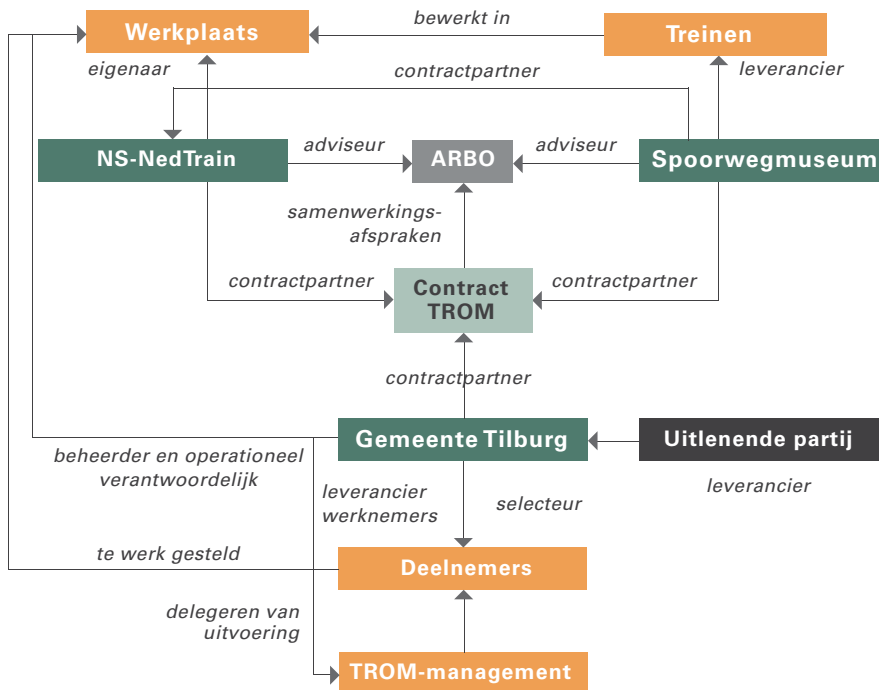 bewerkt in
Werkplaats
Treinen
eigenaar
contractpartner
leverancier
NS-NedTrain
adviseur
ARBO
adviseur
Spoorwegmuseum
samenwerkings-
afspraken
contractpartner
Contract
TROM
contractpartner
contractpartner
Gemeente Tilburg
Uitlenende partij
beheerder en operationeel
verantwoordelijk
leverancier
werknemers
selecteur
leverancier
te werk gesteld
Deelnemers
delegeren van
uitvoering
TROM-management